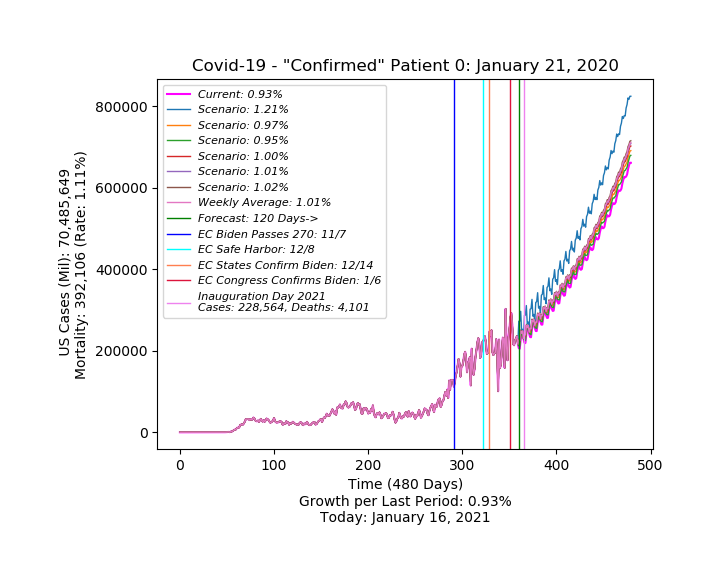 Covid-19 - "Confirmed" Patient 0: January 21, 2020
US Cases (Mil): 70,485,649
Mortality: 392,106 (Rate: 1.11%)
800000
600000
400000
200000
0
Current: 0.93%
Scenario: 1.21%
Scenario: 0.97%
Scenario: 0.95%
Scenario: 1.00%
Scenario: 1.01%
Scenario: 1.02%
Weekly Average: 1.01%
Forecast: 120 Days->
EC Biden Passes 270: 11/7
EC Safe Harbor: 12/8
EC States Confirm Biden: 12/14
EC Congress Confirms Biden: 1/6
Inauguration Day 2021
Cases: 228,564, Deaths: 4,101
0 100 200 300 400 500
Time (480 Days)
Growth per Last Period: 0.93%
Today: January 16, 2021